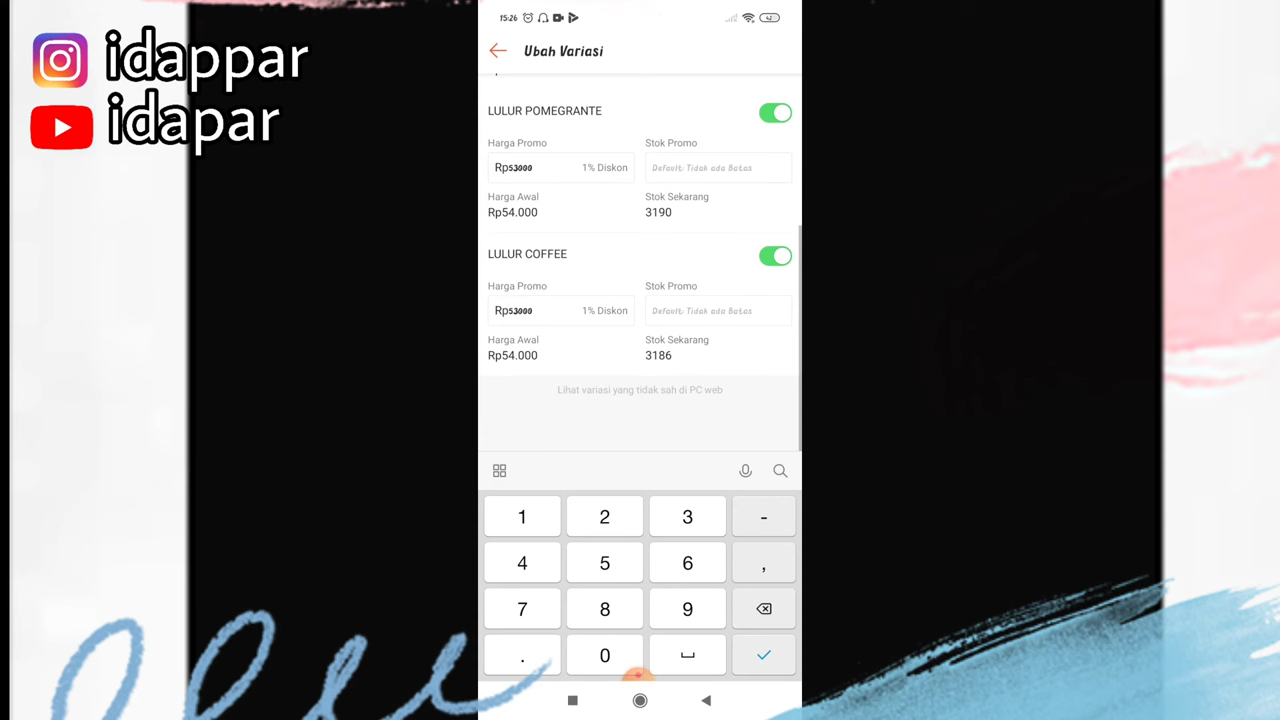 idappar
idapar
15:26
42
Ubah Variasi
LULUR POMEGRANTE
Harga Promo
Stok Promo
Rp53000
1% Diskon
Default: Tidak ada Batas
Harga Awal
Stok Sekarang
Rp54.000
3190
LULUR COFFEE
Harga Promo
Stok Promo
Rp53000
1% Diskon
Default: Tidak ada Batas
Harga Awal
Stok Sekarang
Rp54.000
3186
Lihat variasi yang tidak sah di PC web
1 2 3 -
4 5 6 ,
7 8 9
. 0